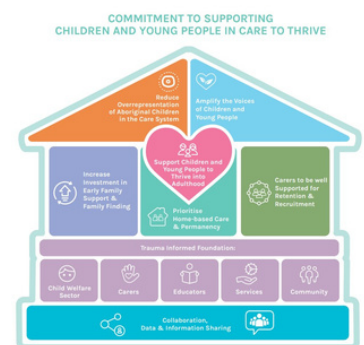 COMMITMENT TO SUPPORTING
CHILDREN AND YOUNG PEOPLE IN CARE TO THRIVE
Reduce
Overrepresentation
of Aboriginal Children
in the Care System
Amplify the Voices
of Children and
Young People
Support Children and
Young People to
Thrive into
Adulthood
Increase
Investment in
Early Family
Support &
Family Finding
Prioritise
Home-based Care
& Permanency
Carers to be well
Supported for
Retention &
Recruitment
Trauma Informed Foundation:
Child Welfare
Sector
Carers
Educators
Services
Community
Collaboration,
Data & Information Sharing